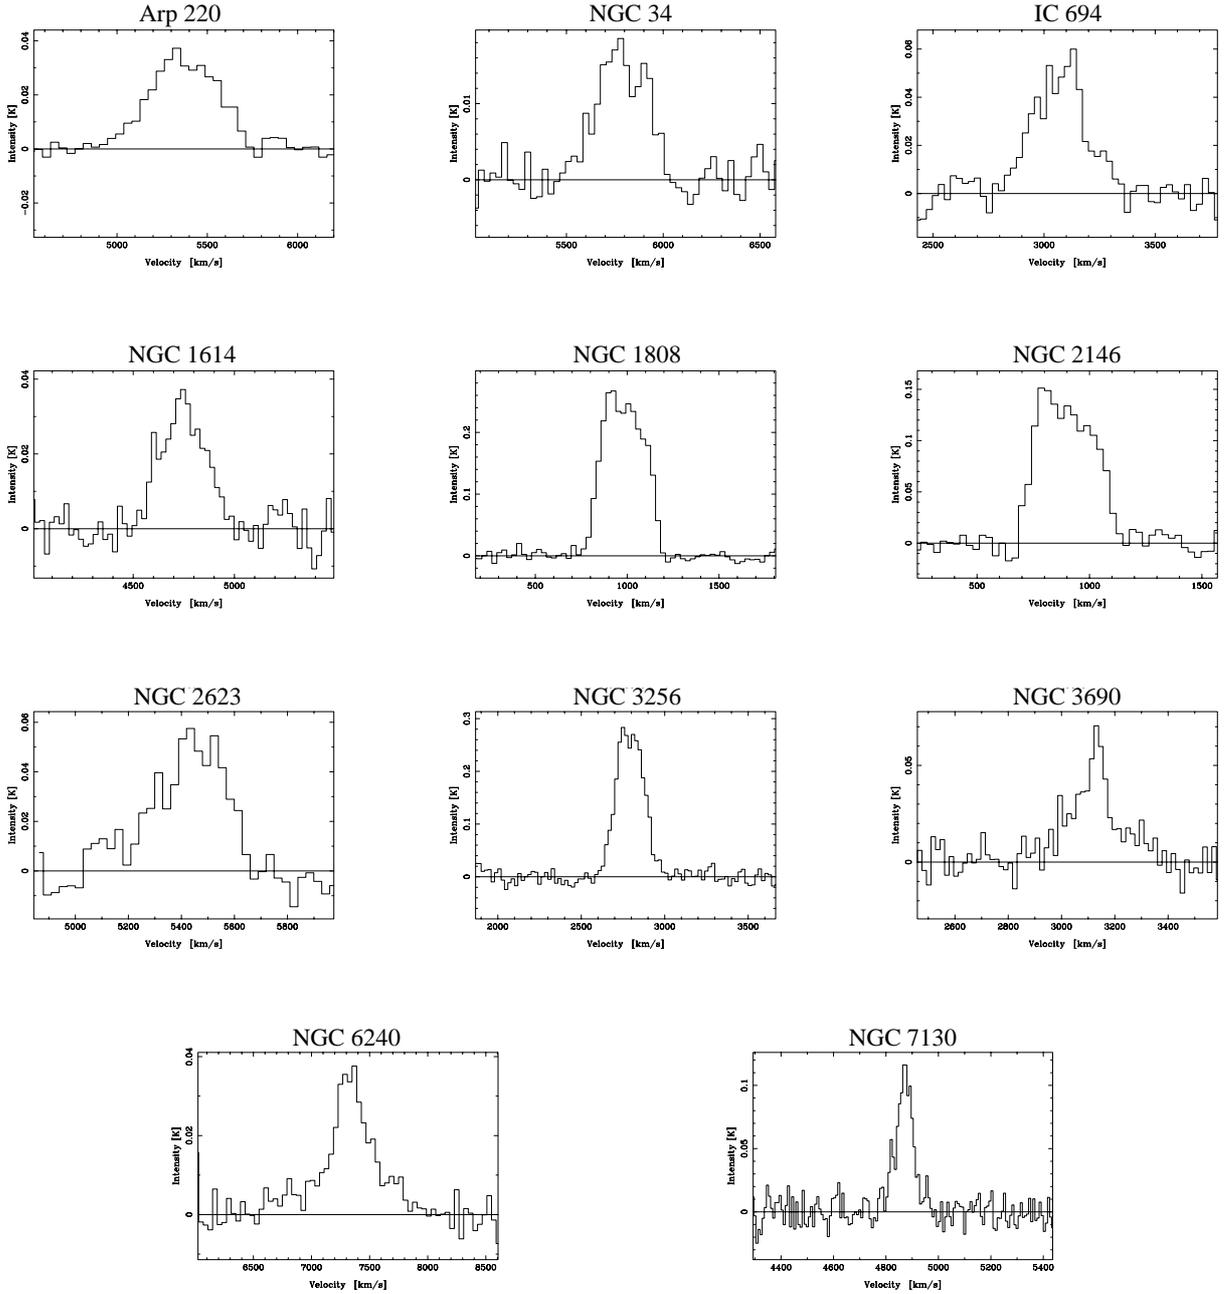 Arp 220
NGC 34
IC 694
Intensity [K]
0.04
0.02
0
−0.02
5000
5500
6000
Velocity [km/s]
Intensity [K]
0.01
0
5500
6000
6500
Velocity [km/s]
Intensity [K]
0.06
0.04
0.02
0
2500
3000
3500
Velocity [km/s]
NGC 1614
NGC 1808
NGC 2146
Intensity [K]
0.04
0.02
0
4500
5000
Velocity [km/s]
Intensity [K]
0.2
0.1
0
500
1000
1500
Velocity [km/s]
Intensity [K]
0.15
0.1
0.05
0
500
1000
1500
Velocity [km/s]
NGC 2623
NGC 3256
NGC 3690
Intensity [K]
0.06
0.04
0.02
0
5000
5200
5400
5600
5800
Velocity [km/s]
Intensity [K]
0.3
0.2
0.1
0
2000
2500
3000
3500
Velocity [km/s]
Intensity [K]
0.05
0
2600
2800
3000
3200
3400
Velocity [km/s]
NGC 6240
NGC 7130
Intensity [K]
0.04
0.02
0
6500
7000
7500
8000
8500
Velocity [km/s]
Intensity [K]
0.1
0.05
0
4400
4600
4800
5000
5200
5400
Velocity [km/s]